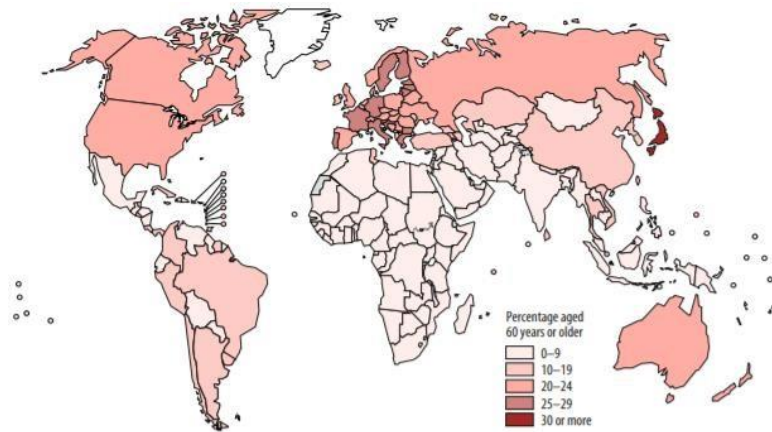 Percentage aged
60 years or older
0–9
10–19
20–24
25–29
30 or more